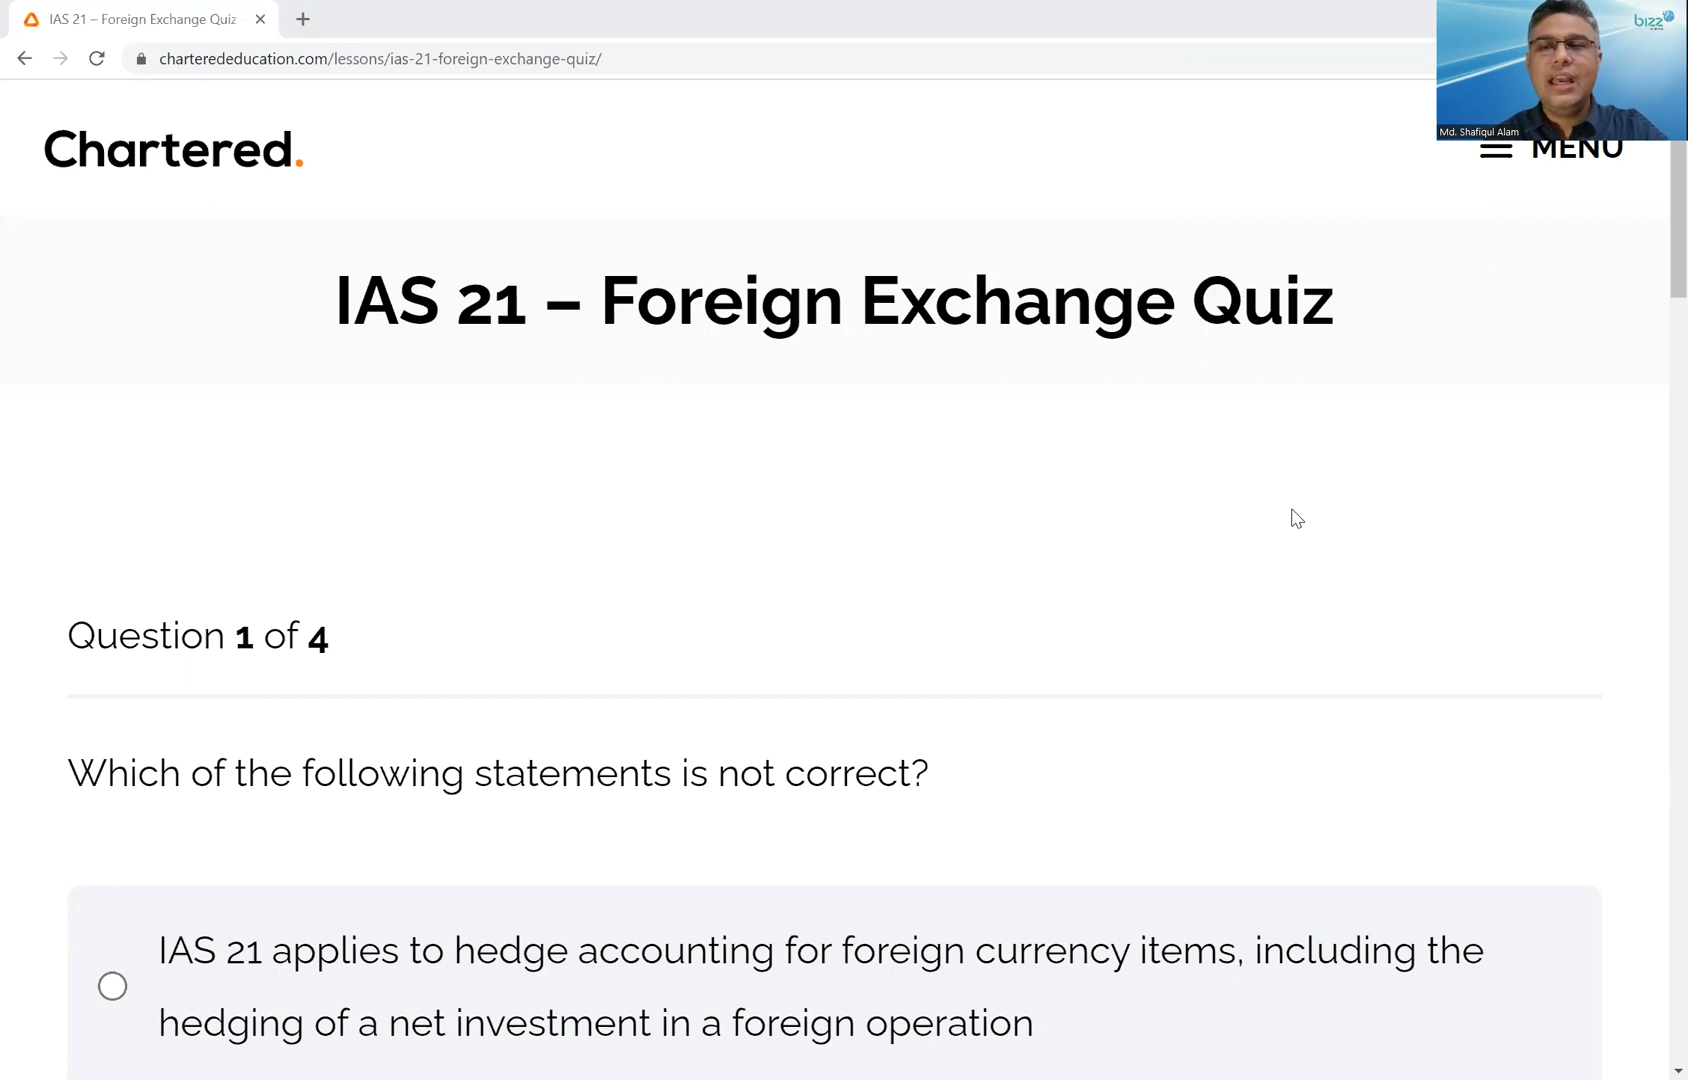 IAS 21 – Foreign Exchange Quiz
chartererededucation.com/lessons/ias-21-foreign-exchange-quiz/
bizz
Md. Shafiqul Alam
Chartered.
MENU
IAS 21 – Foreign Exchange Quiz
Question 1 of 4
Which of the following statements is not correct?
IAS 21 applies to hedge accounting for foreign currency items, including the
hedging of a net investment in a foreign operation